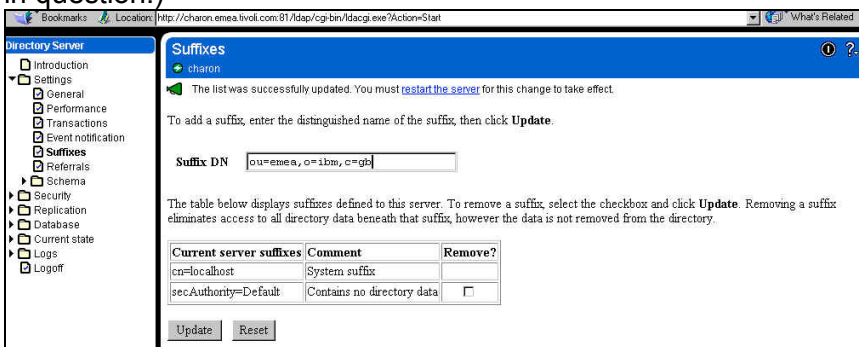 in question.)
Bookmarks Location: http://charon.emea.tivoli.com:81/ldap/cgi-bin/ldacgi.exe?Action=Start What's Related
Directory Server
Introduction
Settings
General
Performance
Transactions
Event notification
Suffixes
Referrals
Schema
Security
Replication
Database
Current state
Logs
Logoff
Suffixes
charon
The list was successfully updated. You must restart the server for this change to take effect.
To add a suffix, enter the distinguished name of the suffix, then click Update.
Suffix DN ou=emea,o=ibm,c=gb
The table below displays suffixes defined to this server. To remove a suffix, select the checkbox and click Update. Removing a suffix
eliminates access to all directory data beneath that suffix, however the data is not removed from the directory.
Current server suffixes Comment Remove?
cn=localhost System suffix
secAuthority=Default Contains no directory data
Update Reset